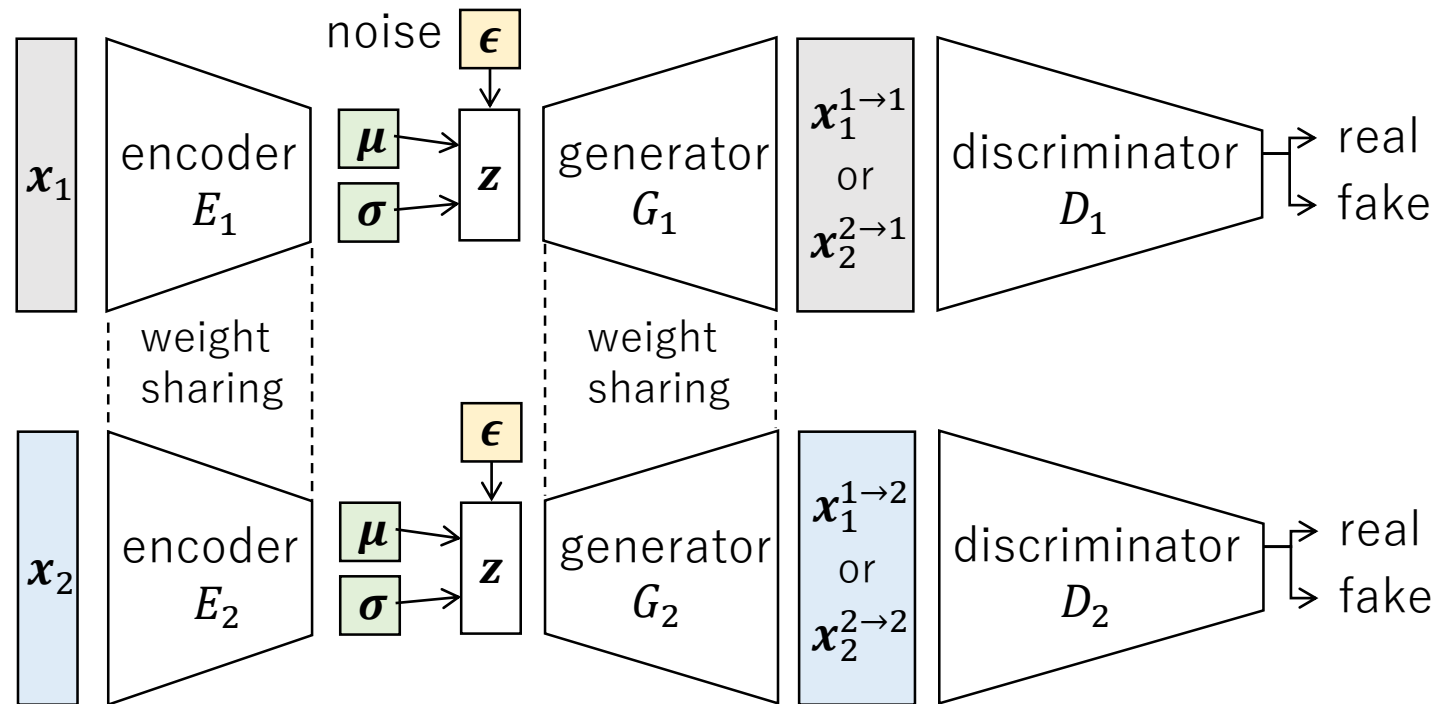 noise ϵ
x₁
encoder
E₁
μ
σ
z
generator
G₁
x₁^{1→1}
or
x₂^{2→1}
discriminator
D₁
real
fake
weight
sharing
weight
sharing
ϵ
x₂
encoder
E₂
μ
σ
z
generator
G₂
x₁^{1→2}
or
x₂^{2→2}
discriminator
D₂
real
fake